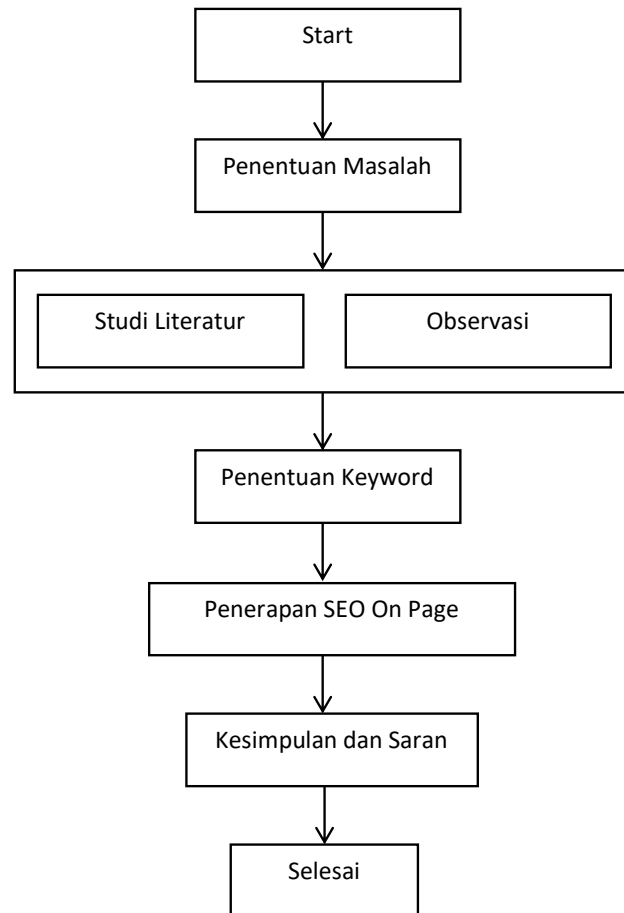 Start
Penentuan Masalah
Studi Literatur
Observasi
Penentuan Keyword
Penerapan SEO On Page
Kesimpulan dan Saran
Selesai